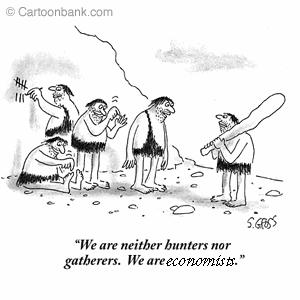 © Cartoonbank.com
S. GROSS
“We are neither hunters nor
gatherers. We are economists.”